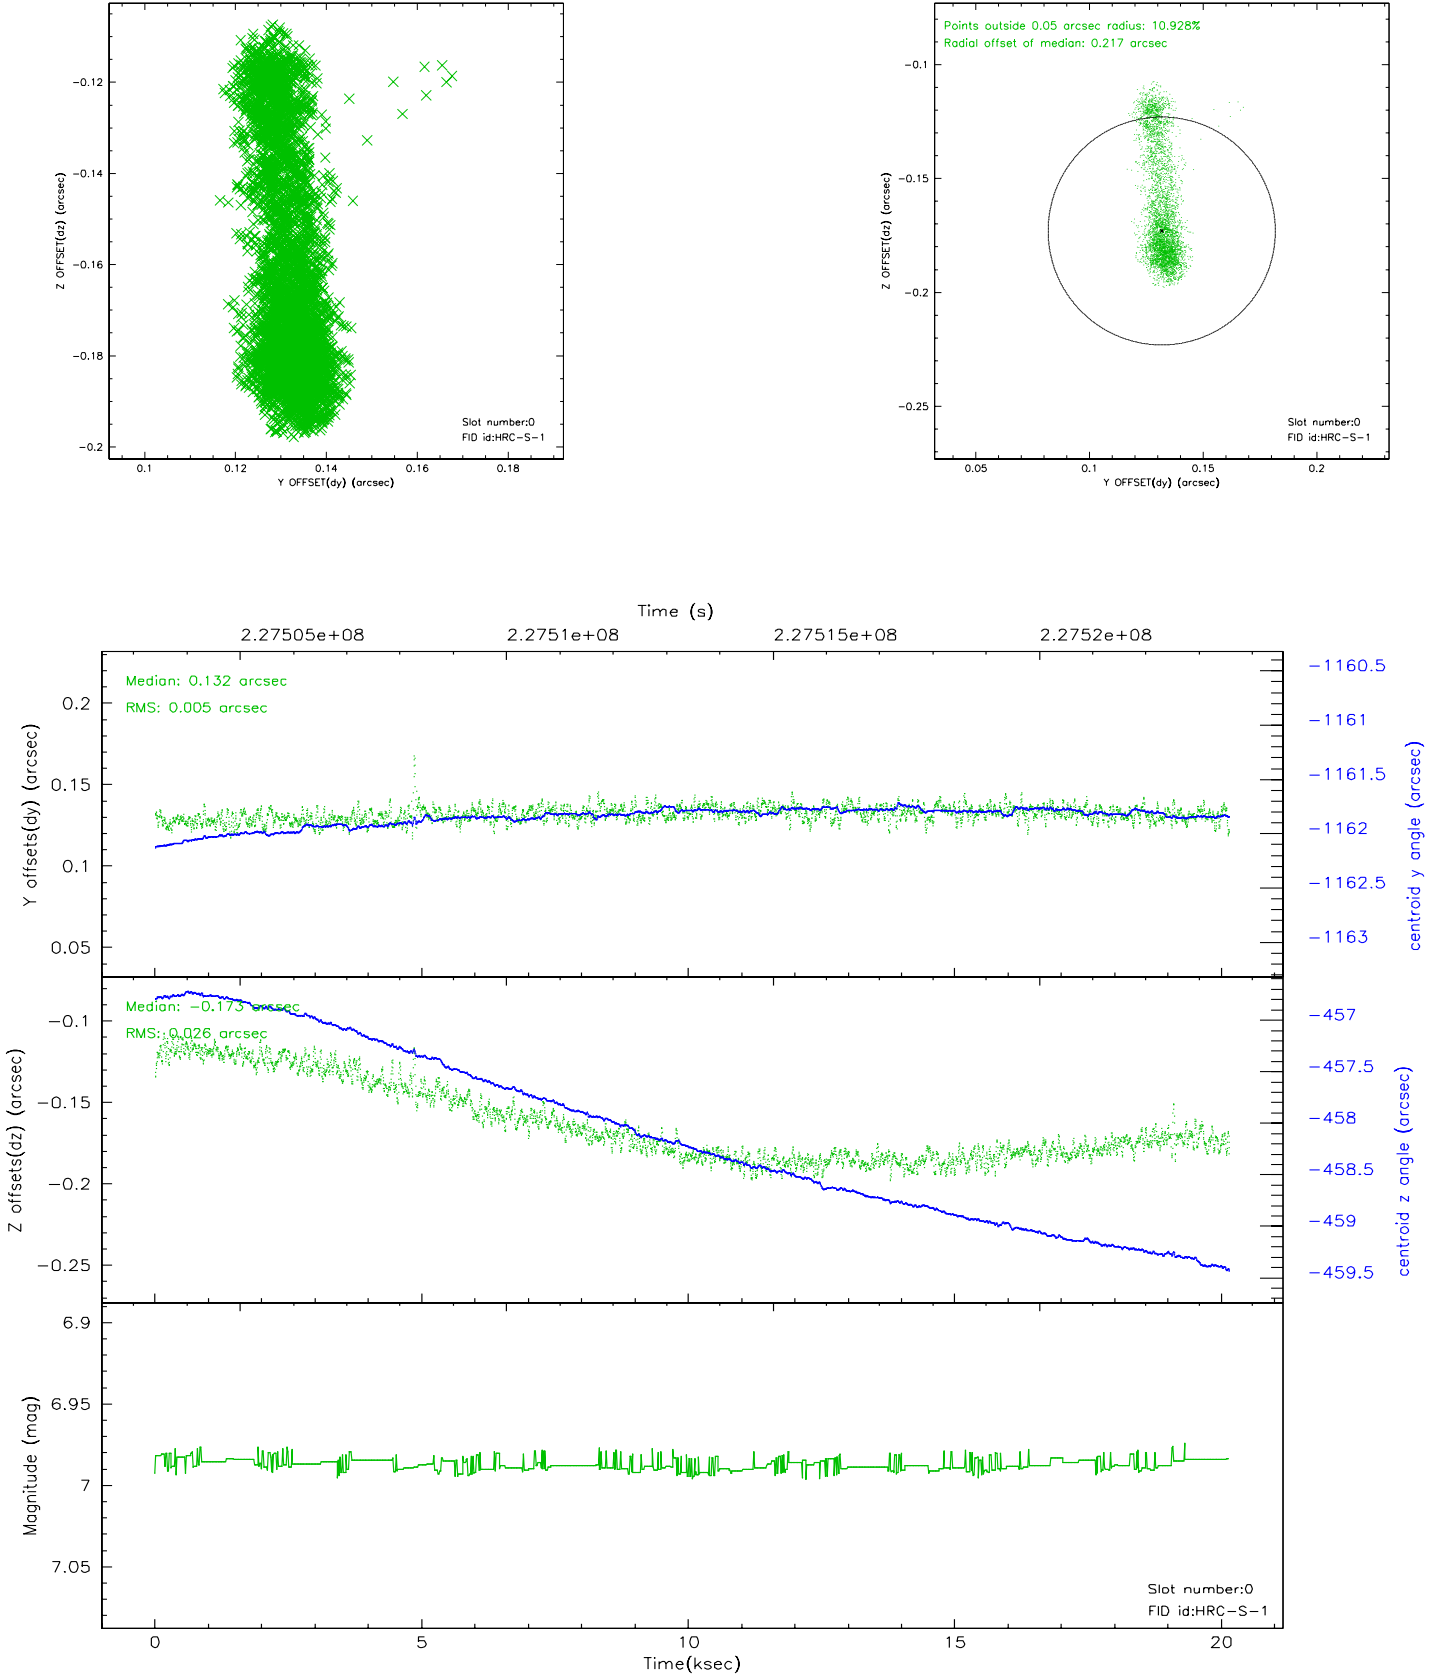 −0.12
−0.14
−0.16
−0.18
−0.2
Z OFFSET(dz) (arcsec)
0.1
0.12
0.14
0.16
0.18
Y OFFSET(dy) (arcsec)
Slot number:0
FID id:HRC−S−1
Points outside 0.05 arcsec radius: 10.928%
Radial offset of median: 0.217 arcsec
−0.1
−0.15
−0.2
−0.25
Z OFFSET(dz) (arcsec)
0.05
0.1
0.15
0.2
Y OFFSET(dy) (arcsec)
Slot number:0
FID id:HRC−S−1
Time (s)
2.27505e+08
2.2751e+08
2.27515e+08
2.2752e+08
Median: 0.132 arcsec
RMS: 0.005 arcsec
0.2
0.15
0.1
0.05
Y offsets(dy) (arcsec)
−1160.5
−1161
−1161.5
−1162
−1162.5
−1163
centroid y angle (arcsec)
Median: −0.173 arcsec
RMS: 0.026 arcsec
−0.1
−0.15
−0.2
−0.25
Z offsets(dz) (arcsec)
−457
−457.5
−458
−458.5
−459
−459.5
centroid z angle (arcsec)
6.9
6.95
7
7.05
Magnitude (mag)
Slot number:0
FID id:HRC−S−1
0
5
10
15
20
Time(ksec)